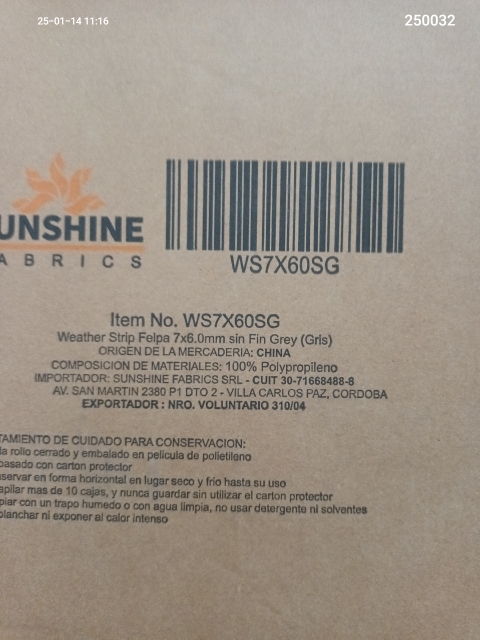 25-01-14 11:16
250032
UNSHINE
ABRICS
WS7X60SG
Item No. WS7X60SG
Weather Strip Felpa 7x6.0mm sin Fin Grey (Gris)
ORIGEN DE LA MERCADERIA: CHINA
COMPOSICION DE MATERIALES: 100% Polypropileno
IMPORTADOR: SUNSHINE FABRICS SRL - CUIT 30-71668488-8
AV. SAN MARTIN 2380 P1 DTO 2 - VILLA CARLOS PAZ, CORDOBA
EXPORTADOR : NRO. VOLUNTARIO 310/04
TAMIENTO DE CUIDADO PARA CONSERVACION:
la rollo cerrado y embalado en pelicula de polietileno
pasado con carton protector
servar en forma horizontal en lugar seco y frio hasta su uso
apilar mas de 10 cajas, y nunca guardar sin utilizar el carton protector
piar con un trapo humedo o con agua limpia, no usar detergente ni solventes
planchar ni exponer al calor intenso